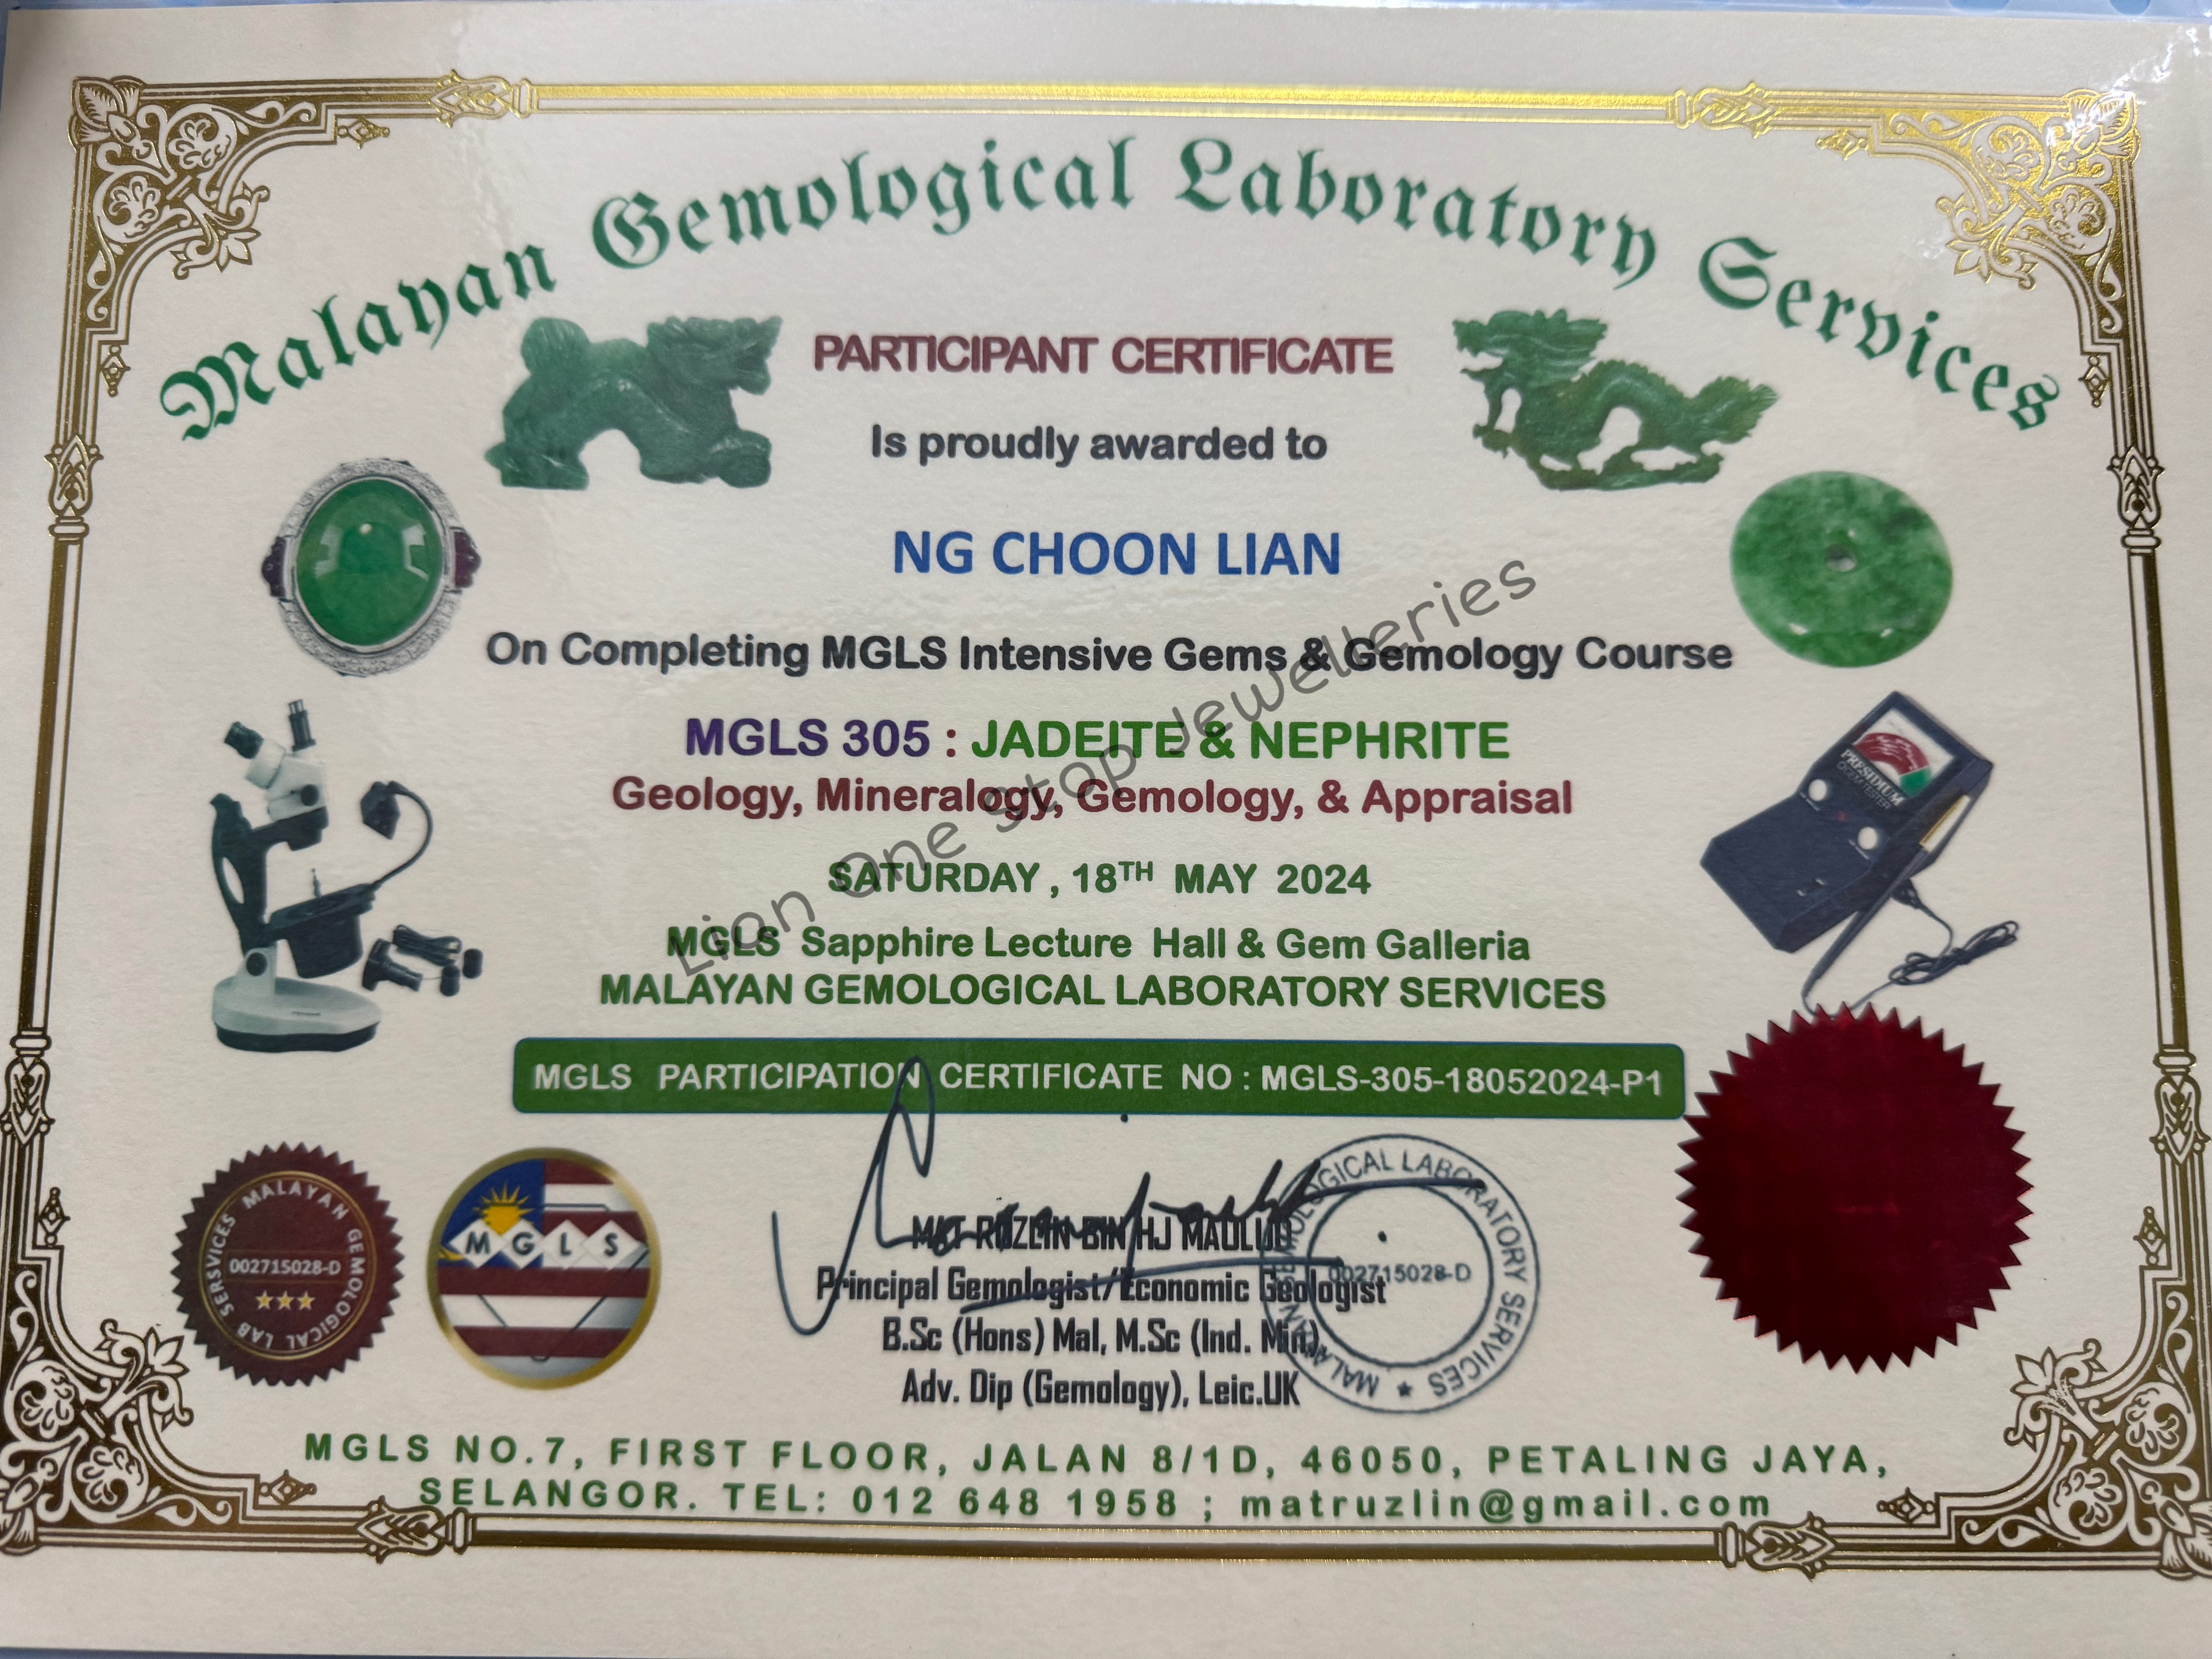 Malayan Gemological Laboratory Services
PARTICIPANT CERTIFICATE
Is proudly awarded to
NG CHOON LIAN
On Completing MGLS Intensive Gems & Gemology Course
MGLS 305 : JADEITE & NEPHRITE
Geology, Mineralogy, Gemology, & Appraisal
SATURDAY, 18TH MAY 2024
MGLS Sapphire Lecture Hall & Gem Galleria
MALAYAN GEMOLOGICAL LABORATORY SERVICES
Lion One Stop Jewelleries
PRESIDIUM
GEM TESTER
MGLS PARTICIPATION CERTIFICATE NO : MGLS-305-18052024-P1
MALAYAN GEMOLOGICAL LAB SERSVICES
002715028-D
MGLS
MAT RUZLIN BIN HJ MAULUD
Principal Gemologist/Economic Geologist
B.Sc (Hons) Mal, M.Sc (Ind. Min),
Adv. Dip (Gemology), Leic.UK
MALAYAN GEMOLOGICAL LABORATORY SERVICES ★
002715028-D
MGLS NO.7, FIRST FLOOR, JALAN 8/1D, 46050, PETALING JAYA,
SELANGOR. TEL: 012 648 1958 ; matruzlin@gmail.com